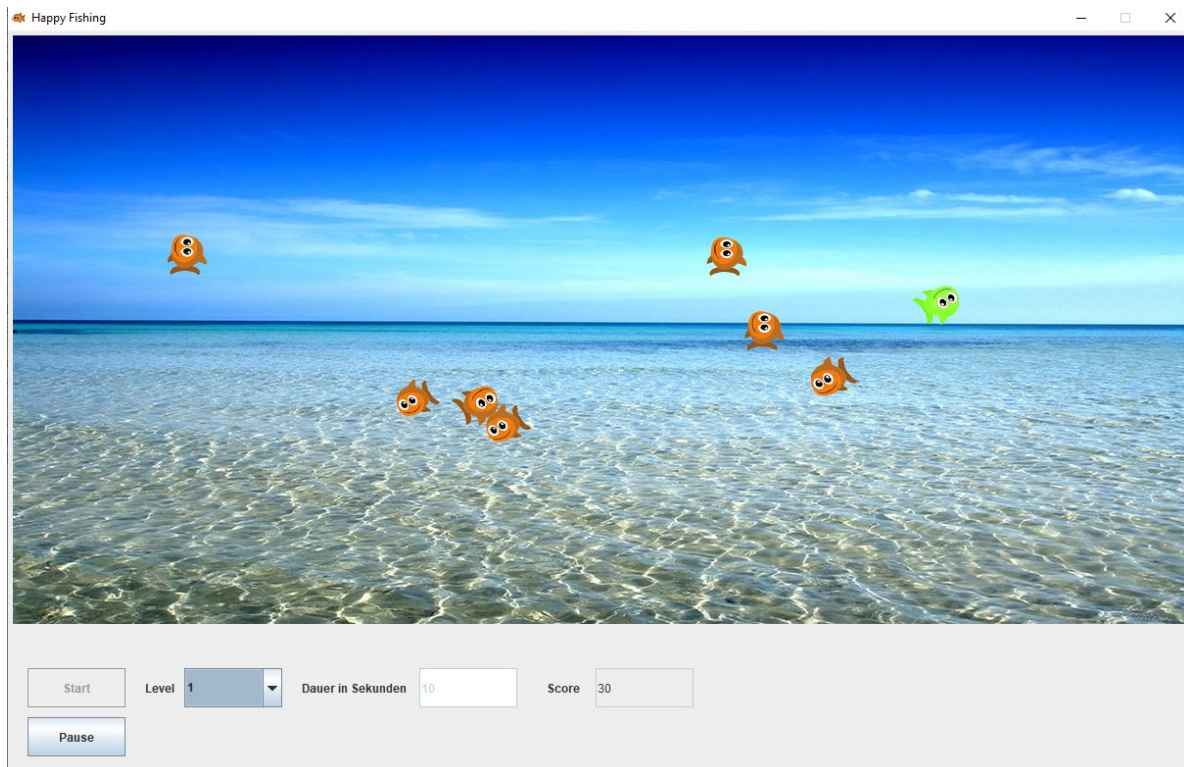 Happy Fishing
Start
Level
1
Dauer in Sekunden
10
Score
30
Pause